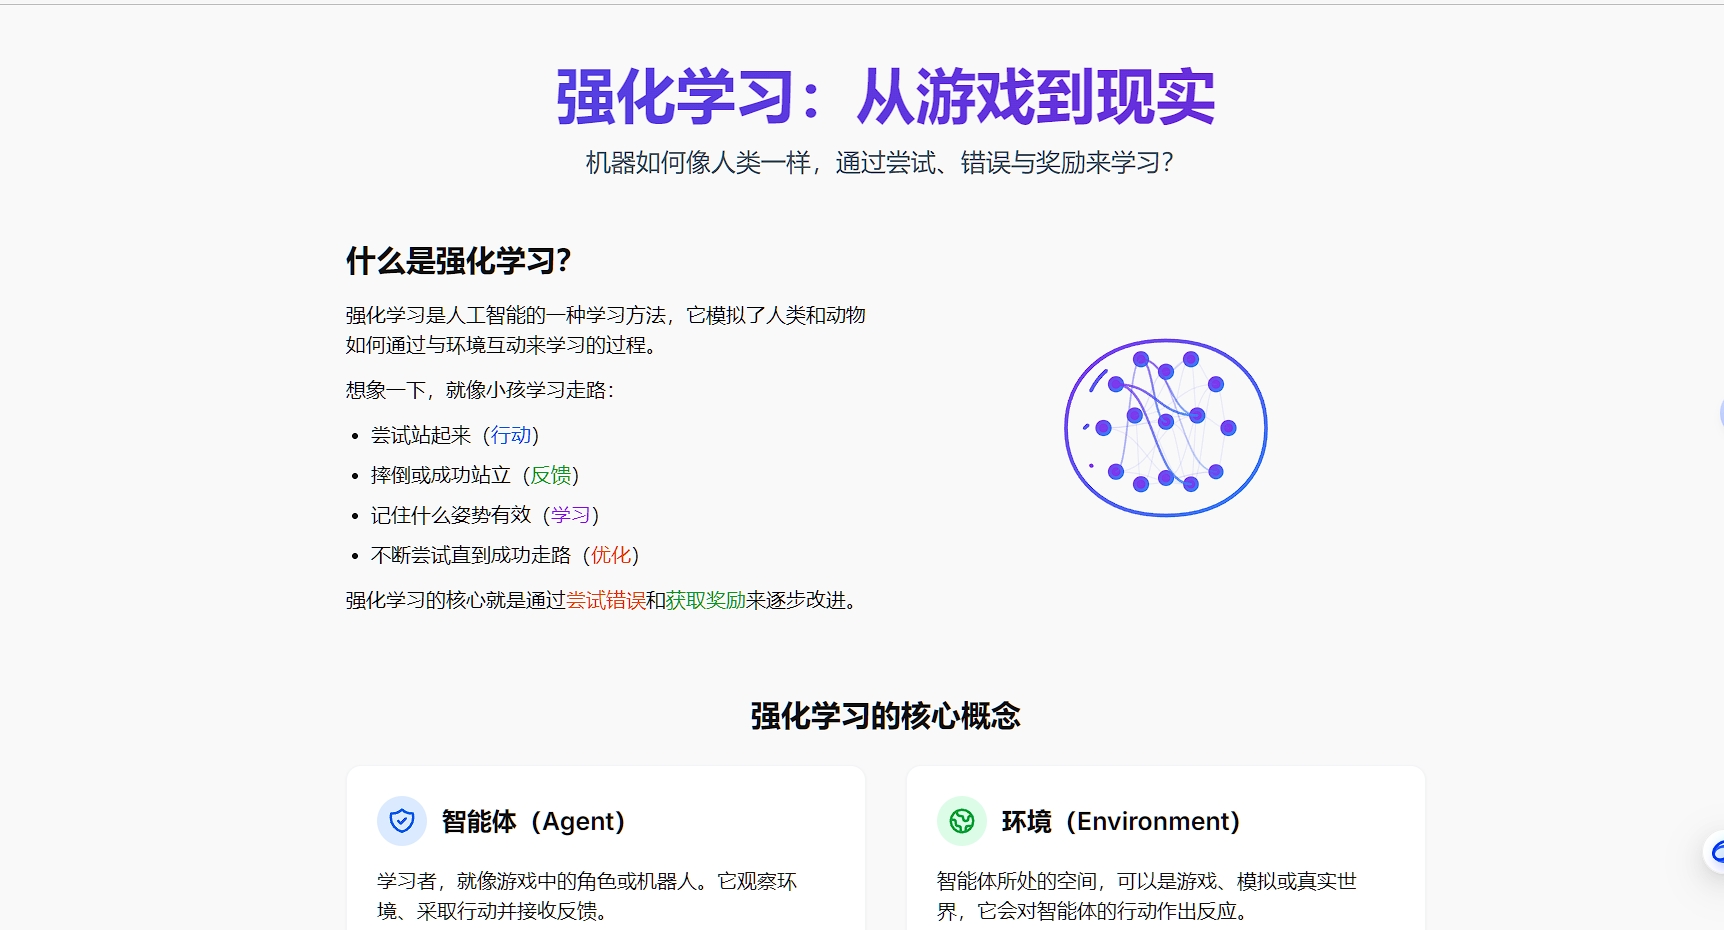 强化学习：从游戏到现实
机器如何像人类一样，通过尝试、错误与奖励来学习？
什么是强化学习？
强化学习是人工智能的一种学习方法，它模拟了人类和动物
如何通过与环境互动来学习的过程。
想象一下，就像小孩学习走路：
• 尝试站起来（行动）
• 摔倒或成功站立（反馈）
• 记住什么姿势有效（学习）
• 不断尝试直到成功走路（优化）
强化学习的核心就是通过尝试错误和获取奖励来逐步改进。
强化学习的核心概念
智能体（Agent）
学习者，就像游戏中的角色或机器人。它观察环
境、采取行动并接收反馈。
环境（Environment）
智能体所处的空间，可以是游戏、模拟或真实世
界，它会对智能体的行动作出反应。